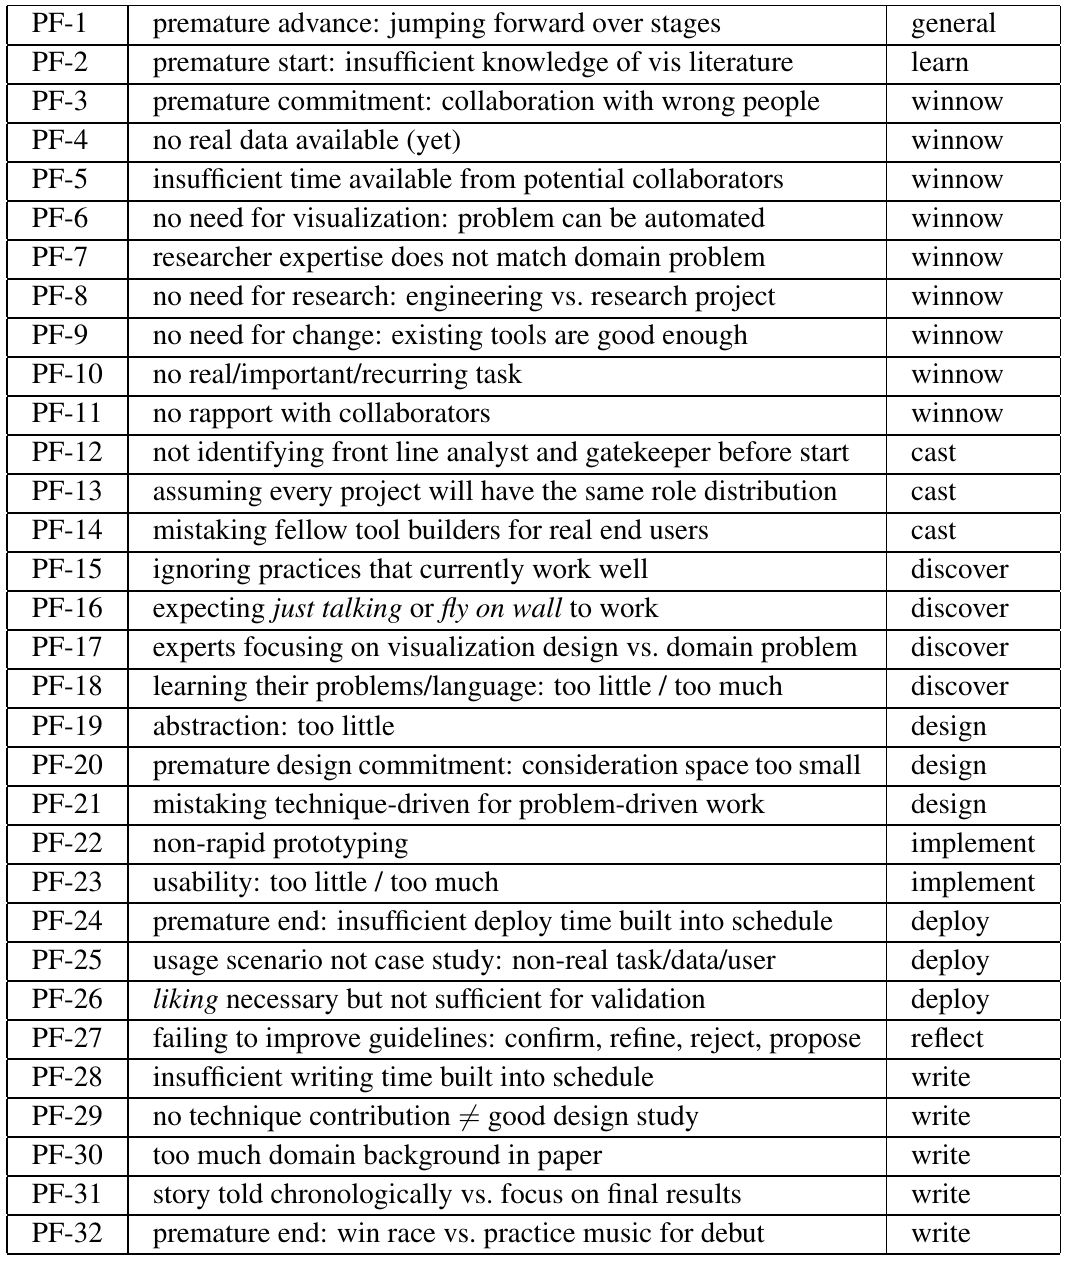 PF-1 premature advance: jumping forward over stages general
PF-2 premature start: insufficient knowledge of vis literature learn
PF-3 premature commitment: collaboration with wrong people winnow
PF-4 no real data available (yet) winnow
PF-5 insufficient time available from potential collaborators winnow
PF-6 no need for visualization: problem can be automated winnow
PF-7 researcher expertise does not match domain problem winnow
PF-8 no need for research: engineering vs. research project winnow
PF-9 no need for change: existing tools are good enough winnow
PF-10 no real/important/recurring task winnow
PF-11 no rapport with collaborators winnow
PF-12 not identifying front line analyst and gatekeeper before start cast
PF-13 assuming every project will have the same role distribution cast
PF-14 mistaking fellow tool builders for real end users cast
PF-15 ignoring practices that currently work well discover
PF-16 expecting just talking or fly on wall to work discover
PF-17 experts focusing on visualization design vs. domain problem discover
PF-18 learning their problems/language: too little / too much discover
PF-19 abstraction: too little design
PF-20 premature design commitment: consideration space too small design
PF-21 mistaking technique-driven for problem-driven work design
PF-22 non-rapid prototyping implement
PF-23 usability: too little / too much implement
PF-24 premature end: insufficient deploy time built into schedule deploy
PF-25 usage scenario not case study: non-real task/data/user deploy
PF-26 liking necessary but not sufficient for validation deploy
PF-27 failing to improve guidelines: confirm, refine, reject, propose reflect
PF-28 insufficient writing time built into schedule write
PF-29 no technique contribution ≠ good design study write
PF-30 too much domain background in paper write
PF-31 story told chronologically vs. focus on final results write
PF-32 premature end: win race vs. practice music for debut write